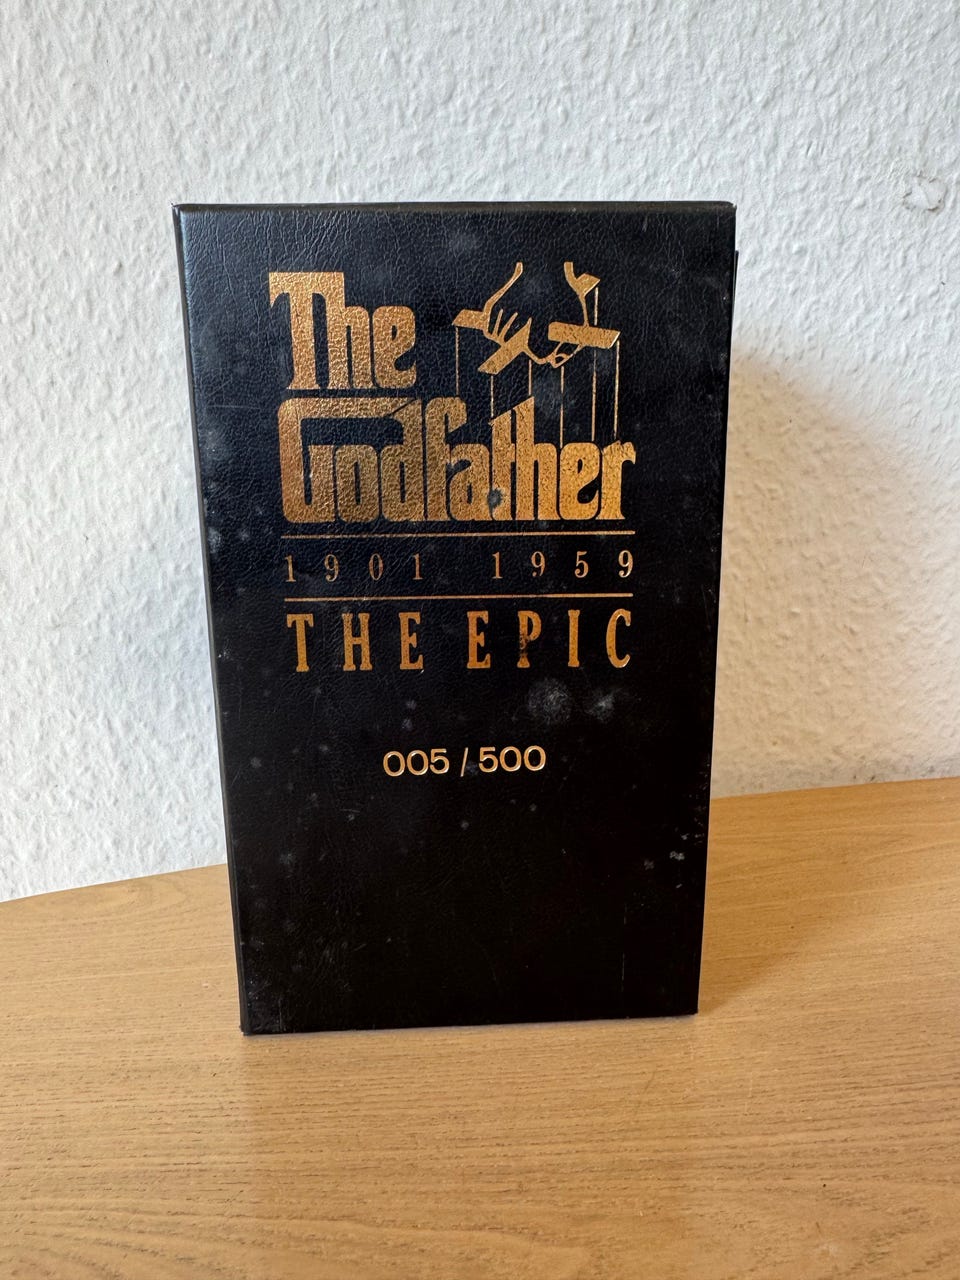 The
Godfather
1901 1959
THE EPIC
005 / 500